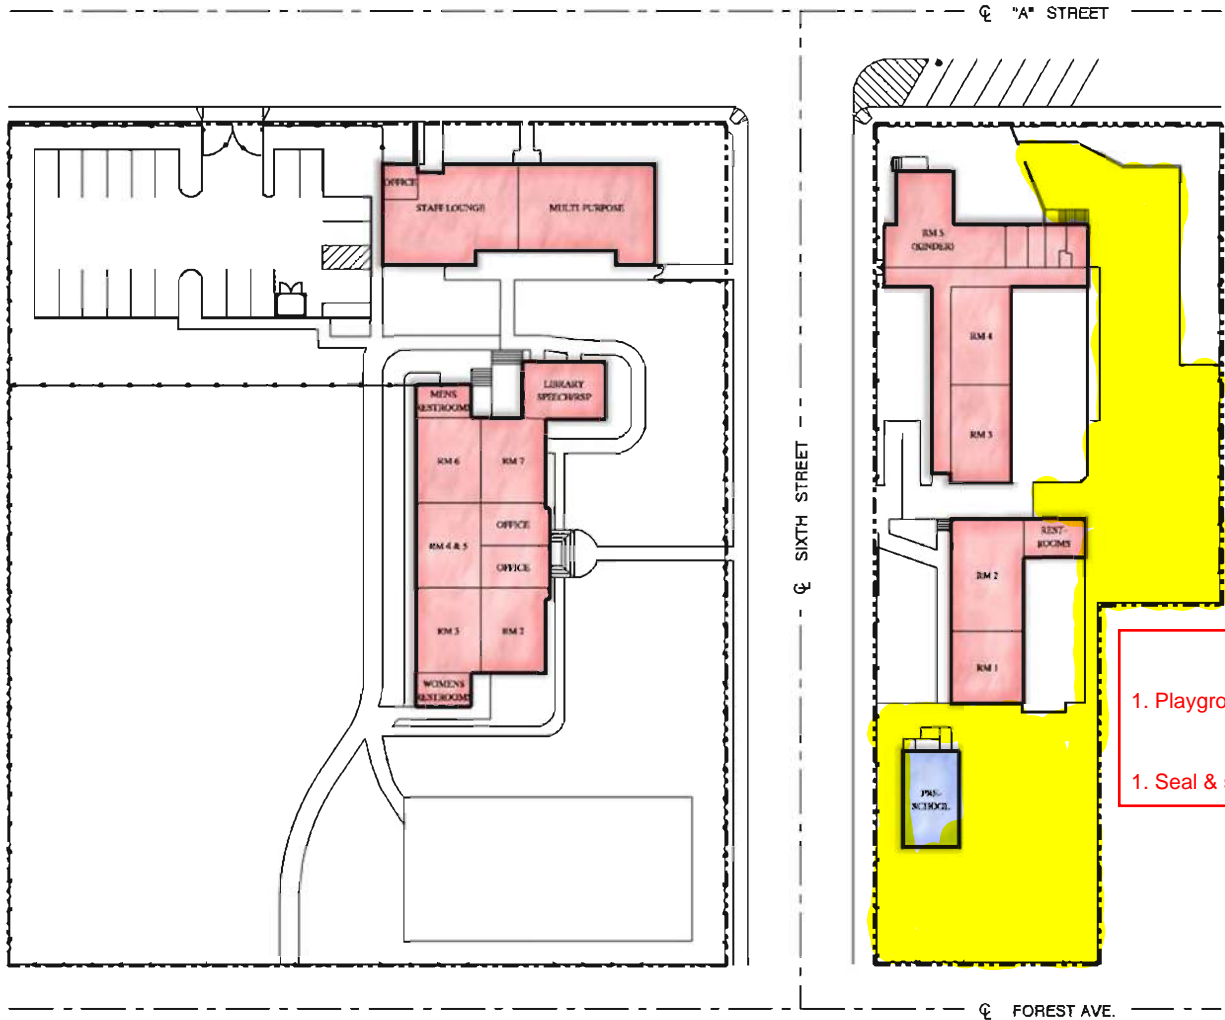 ℄ "A" STREET
OFFICE
STAFF LOUNGE
MULTI PURPOSE
RM 5
(KINDER)
RM 4
RM 3
MENS
RESTROOMS
LIBRARY
SPEECH/RSP
RM 6
RM 7
OFFICE
RM 4 & 5
OFFICE
RM 3
RM 2
WOMENS
RESTROOMS
℄ SIXTH STREET
REST-
ROOMS
RM 2
RM 1
PRE-
SCHOOL
1. Playgro
1. Seal &
℄ FOREST AVE.